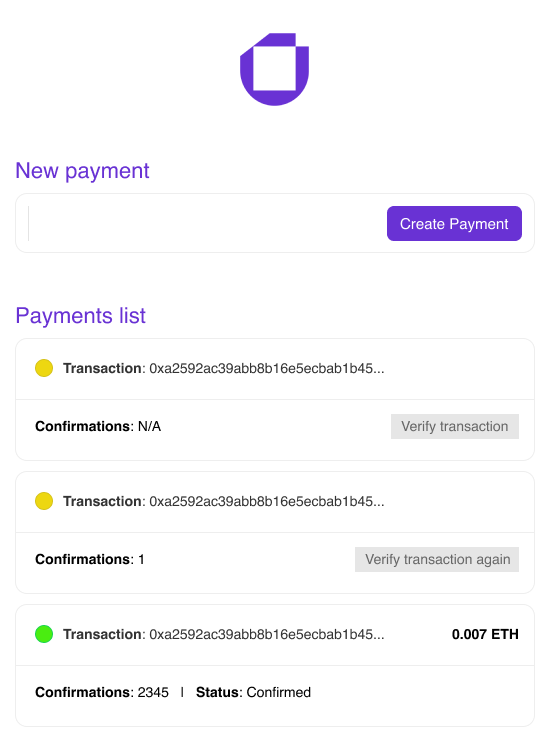 New payment
Create Payment
Payments list
Transaction: 0xa2592ac39abb8b16e5ecbab1b45...
Confirmations: N/A Verify transaction
Transaction: 0xa2592ac39abb8b16e5ecbab1b45...
Confirmations: 1 Verify transaction again
Transaction: 0xa2592ac39abb8b16e5ecbab1b45... 0.007 ETH
Confirmations: 2345 | Status: Confirmed